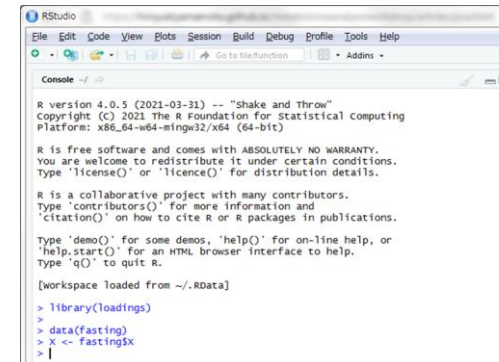 RStudio
File Edit Code View Plots Session Build Debug Profile Tools Help
Go to file/function Addins
Console ~/
R version 4.0.5 (2021-03-31) -- "Shake and Throw"
Copyright (C) 2021 The R Foundation for Statistical Computing
Platform: x86_64-w64-mingw32/x64 (64-bit)
R is free software and comes with ABSOLUTELY NO WARRANTY.
You are welcome to redistribute it under certain conditions.
Type 'license()' or 'licence()' for distribution details.
R is a collaborative project with many contributors.
Type 'contributors()' for more information and
'citation()' on how to cite R or R packages in publications.
Type 'demo()' for some demos, 'help()' for on-line help, or
'help.start()' for an HTML browser interface to help.
Type 'q()' to quit R.
[Workspace loaded from ~/.RData]
> library(loadings)
>
> data(fasting)
> X <- fasting$X
>